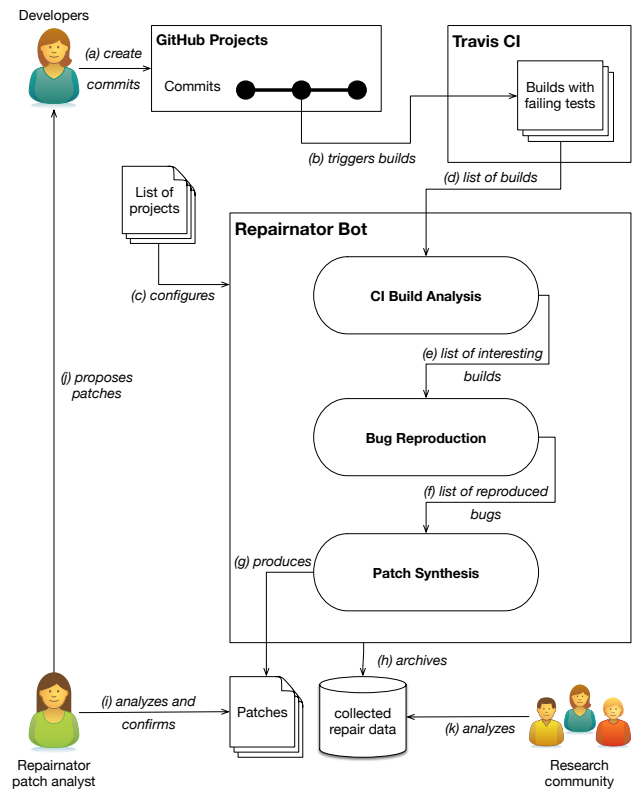 Developers
(a) create
commits
GitHub Projects
Commits
Travis CI
Builds with
failing tests
(b) triggers builds
(d) list of builds
List of
projects
(c) configures
Repairnator Bot
CI Build Analysis
(e) list of interesting
builds
Bug Reproduction
(f) list of reproduced
bugs
Patch Synthesis
(g) produces
(j) proposes
patches
(h) archives
(i) analyzes and
confirms
Patches
collected
repair data
(k) analyzes
Repairnator
patch analyst
Research
community